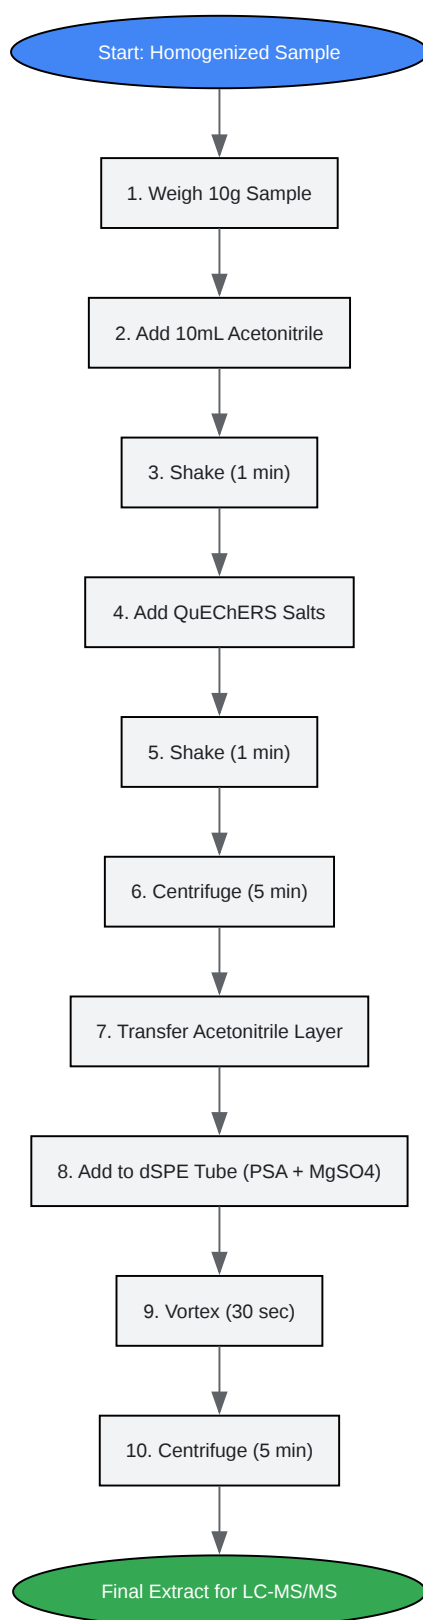 Start: Homogenized Sample
1. Weigh 10g Sample
2. Add 10mL Acetonitrile
3. Shake (1 min)
4. Add QuEChERS Salts
5. Shake (1 min)
6. Centrifuge (5 min)
7. Transfer Acetonitrile Layer
8. Add to dSPE Tube (PSA + MgSO4)
9. Vortex (30 sec)
10. Centrifuge (5 min)
Final Extract for LC-MS/MS